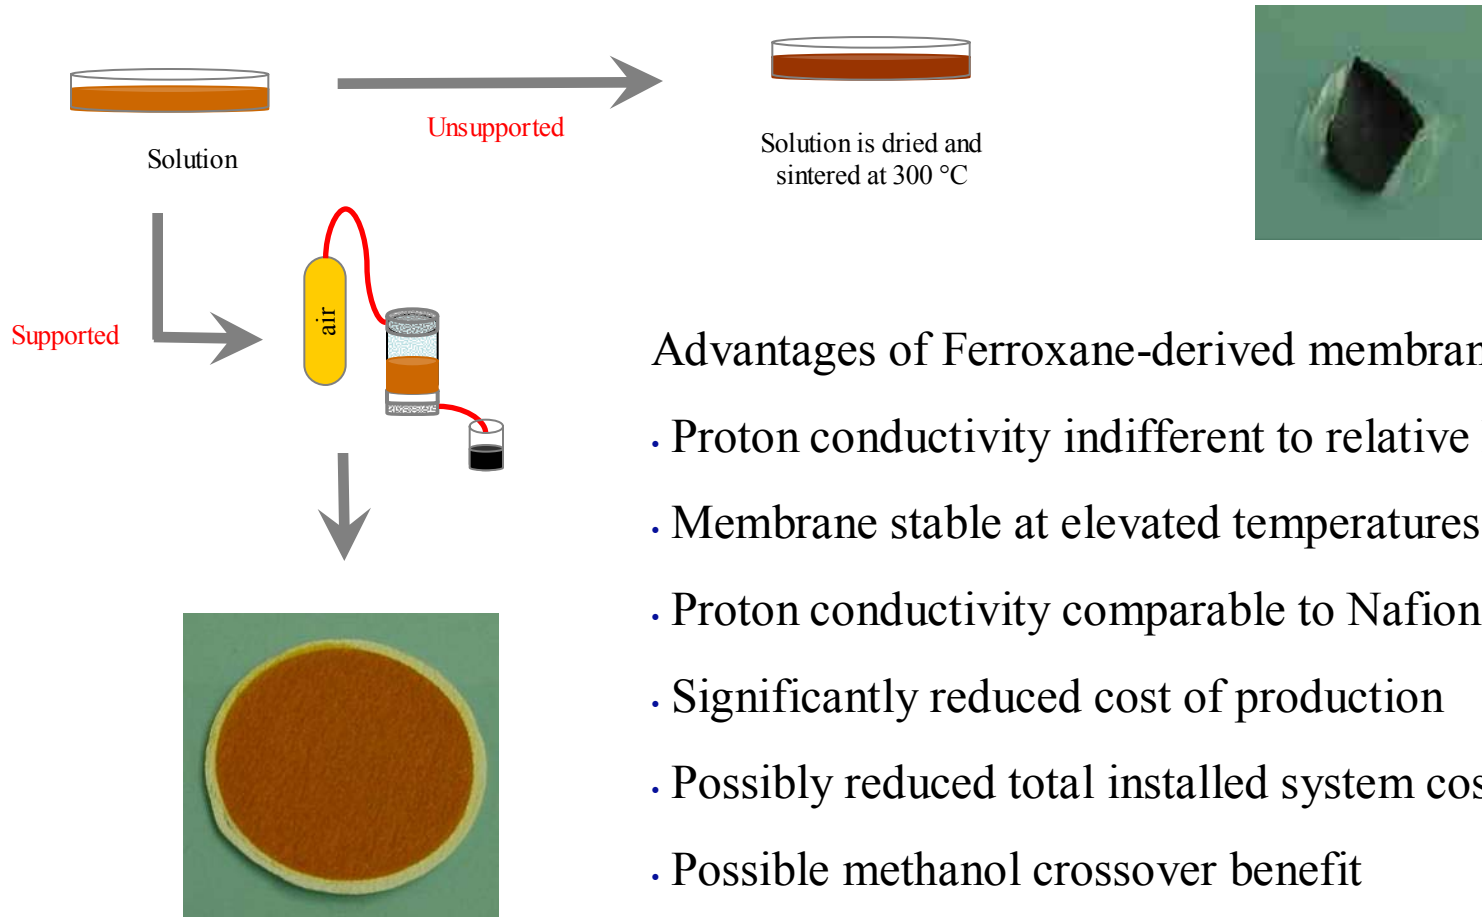 Unsupported
Solution
Solution is dried and
sintered at 300 °C
Supported
air
Advantages of Ferroxane-derived
• Proton conductivity indifferent to relative
• Membrane stable at elevated temperatures
• Proton conductivity comparable to Nafion
• Significantly reduced cost of production
• Possibly reduced total installed system
• Possible methanol crossover benefit